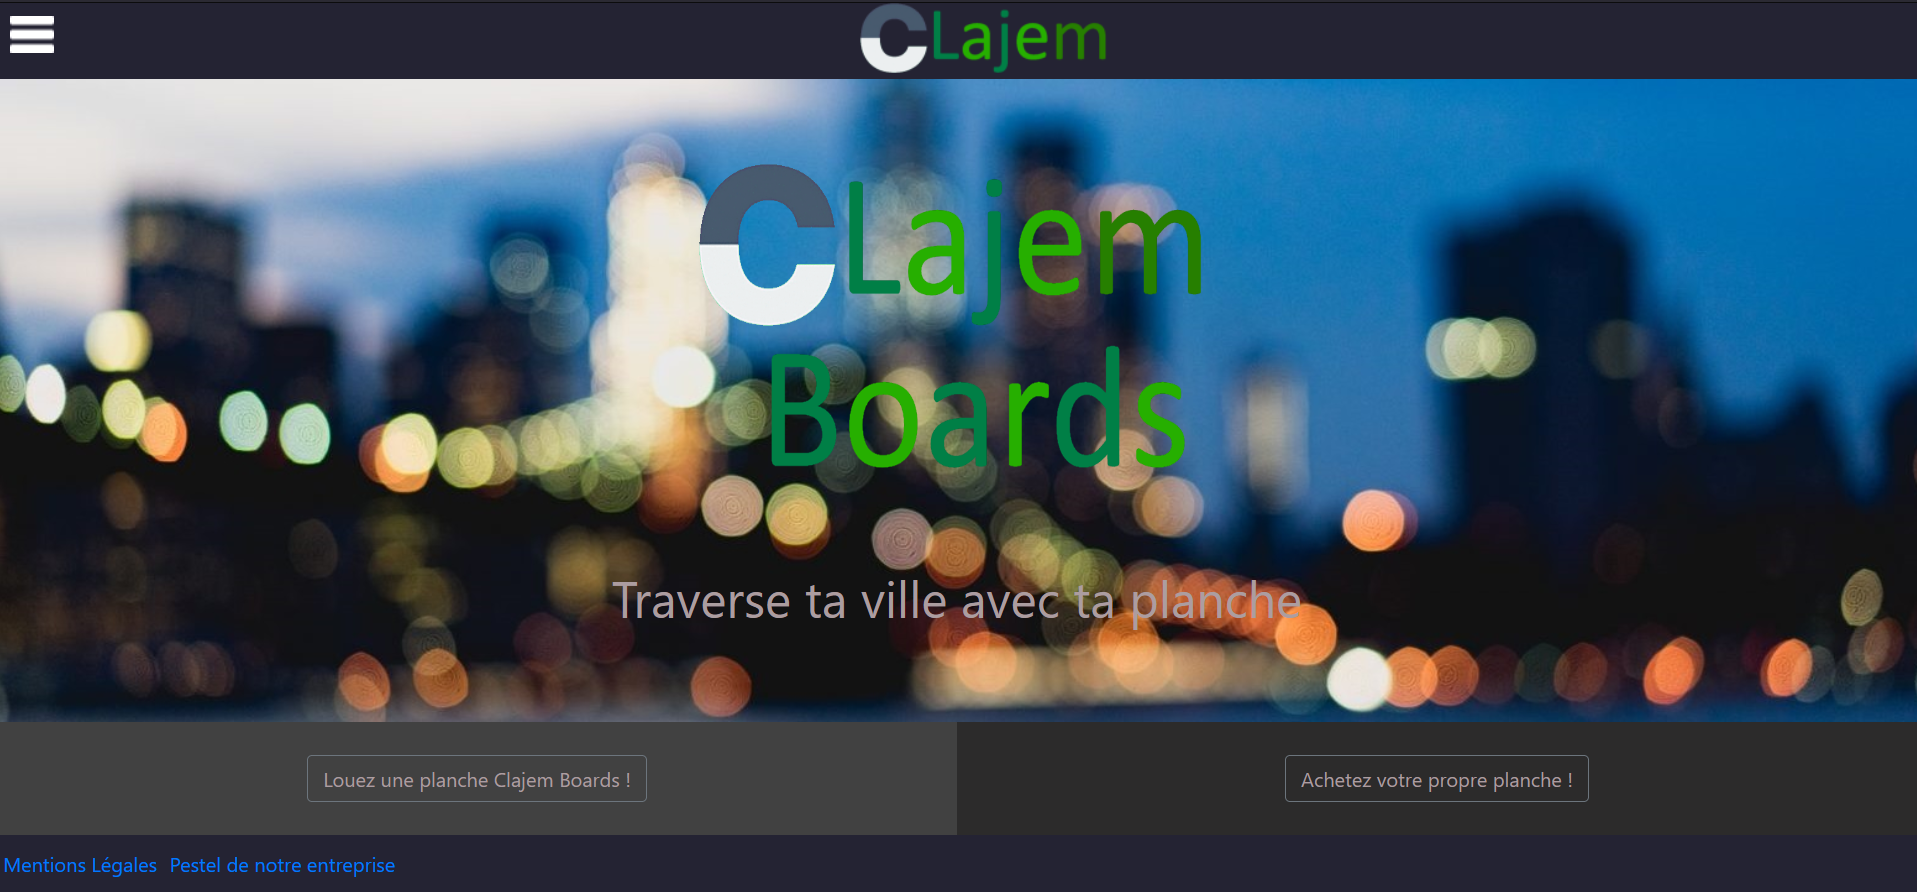 CLajem
CLajem
Boards
Traverse ta ville avec ta planche
Louez une planche Clajem Boards !
Achetez votre propre planche !
Mentions Légales Pestel de notre entreprise